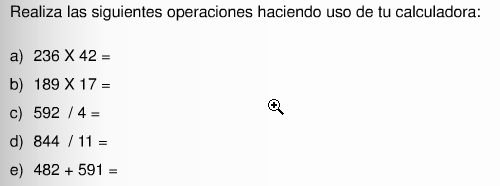 Realiza las siguientes operaciones haciendo uso de tu calculadora:
a) 236 X 42 =
b) 189 X 17 =
c) 592 / 4 =
d) 844 / 11 =
e) 482 + 591 =